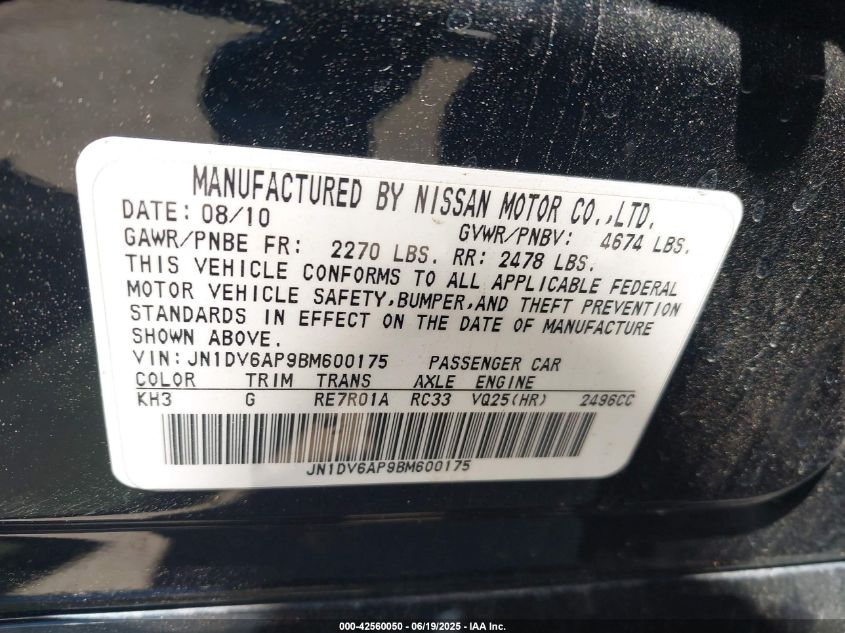 MANUFACTURED BY NISSAN MOTOR CO.,LTD.
DATE: 08/10 GVWR/PNBV: 4674 LBS.
GAWR/PNBE FR: 2270 LBS. RR: 2478 LBS.
THIS VEHICLE CONFORMS TO ALL APPLICABLE FEDERAL
MOTOR VEHICLE SAFETY,BUMPER,AND THEFT PREVENTION
STANDARDS IN EFFECT ON THE DATE OF MANUFACTURE
SHOWN ABOVE.
VIN:JN1DV6AP9BM600175 PASSENGER CAR
COLOR TRIM TRANS AXLE ENGINE
KH3 G RE7R01A RC33 VQ25(HR) 2496CC
JN1DV6AP9BM600175
000-42560050 - 06/19/2025 - IAA Inc.